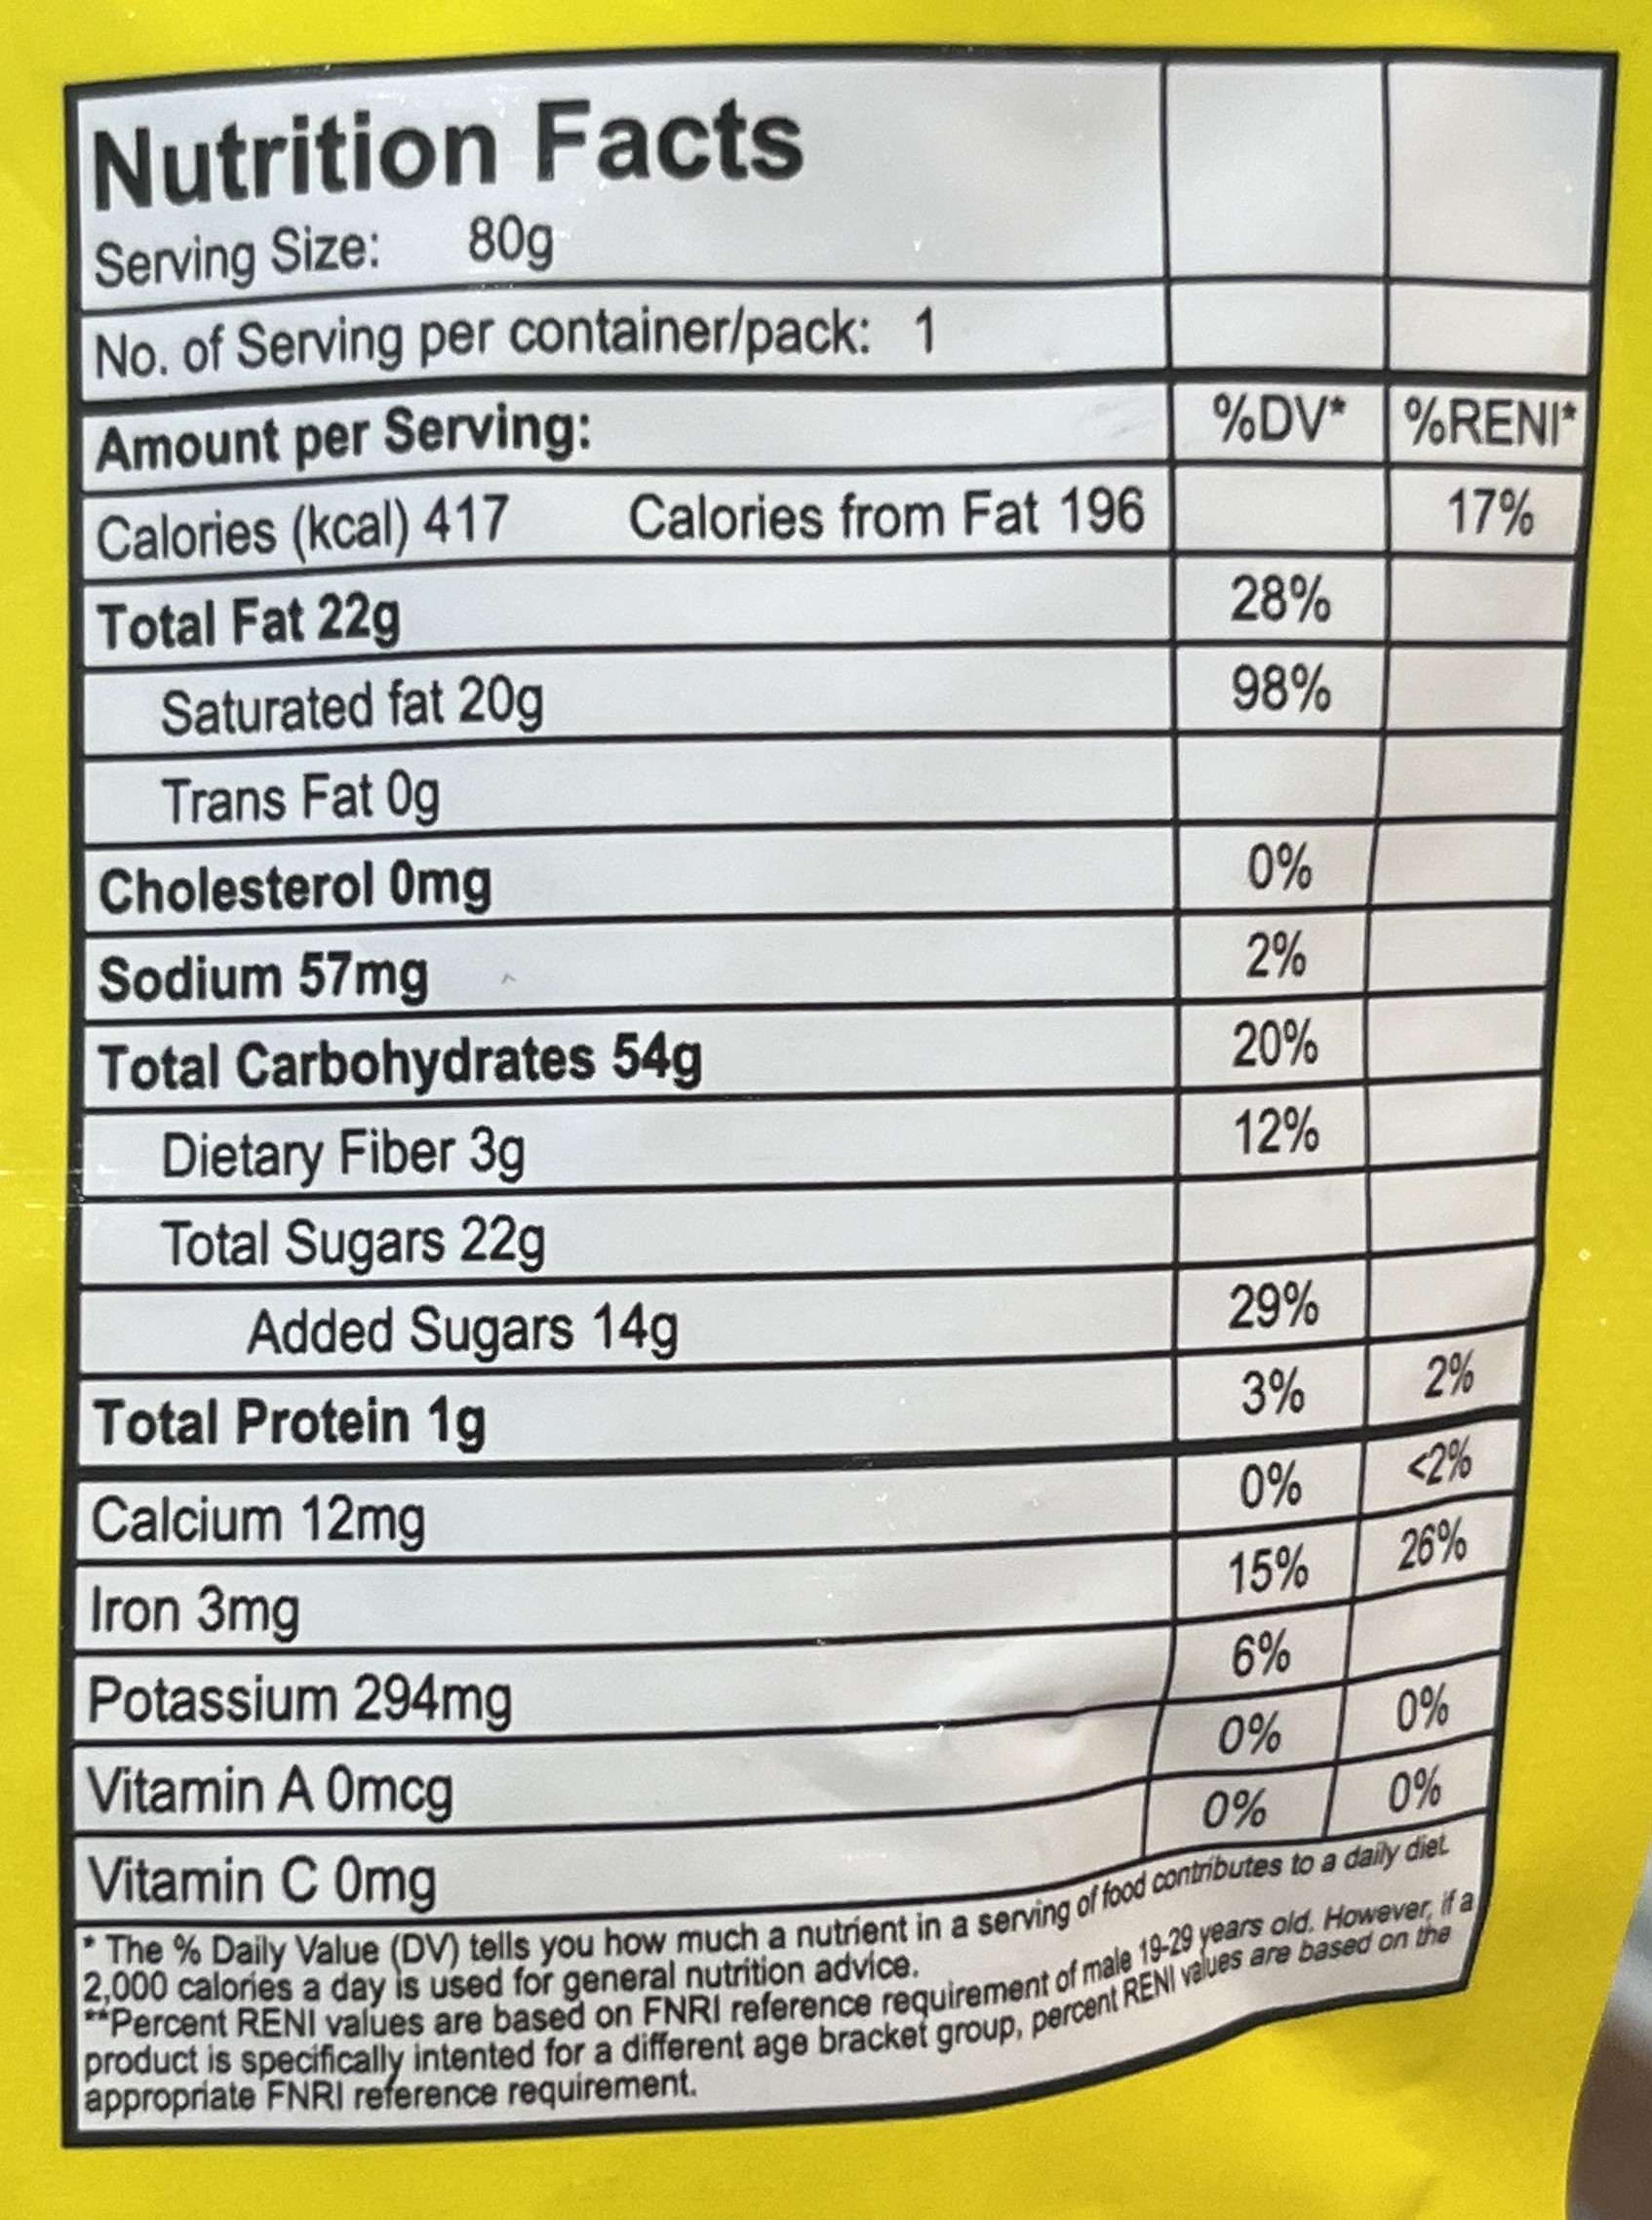 Nutrition Facts
Serving Size: 80g
No. of Serving per container/pack: 1
Amount per Serving: %DV* %RENI*
Calories (kcal) 417 Calories from Fat 196 17%
Total Fat 22g 28%
Saturated fat 20g 98%
Trans Fat 0g
Cholesterol 0mg 0%
Sodium 57mg 2%
Total Carbohydrates 54g 20%
Dietary Fiber 3g 12%
Total Sugars 22g
Added Sugars 14g 29%
Total Protein 1g 3% 2%
Calcium 12mg 0% <2%
Iron 3mg 15% 26%
Potassium 294mg 6%
Vitamin A 0mcg 0% 0%
Vitamin C 0mg 0% 0%
* The % Daily Value (DV) tells you how much a nutrient in a serving of food contributes to a daily diet.
2,000 calories a day is used for general nutrition advice.
**Percent RENI values are based on FNRI reference requirement of male 19-29 years old. However, if a
product is specifically intented for a different age bracket group, percent RENI values are based on the
appropriate FNRI reference requirement.